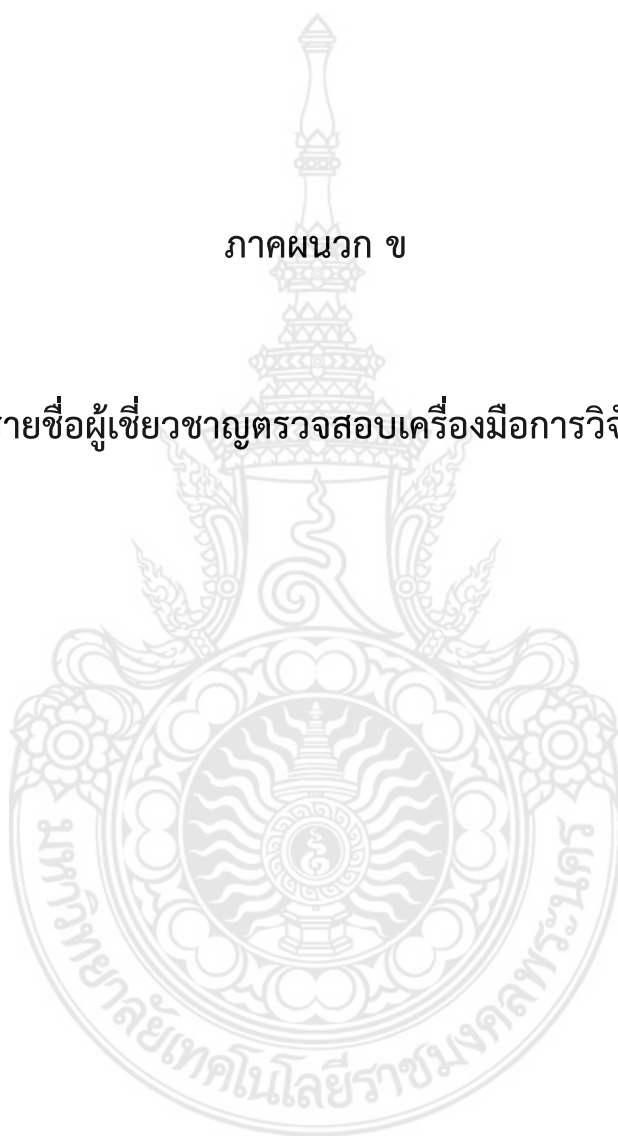 ภาคผนวก ข
รายชื่อผู้เชี่ยวชาญตรวจสอบเครื่องมือการวิจั
มหาวิทยาลัยเทคโนโลยีราชมงคลพระนคร